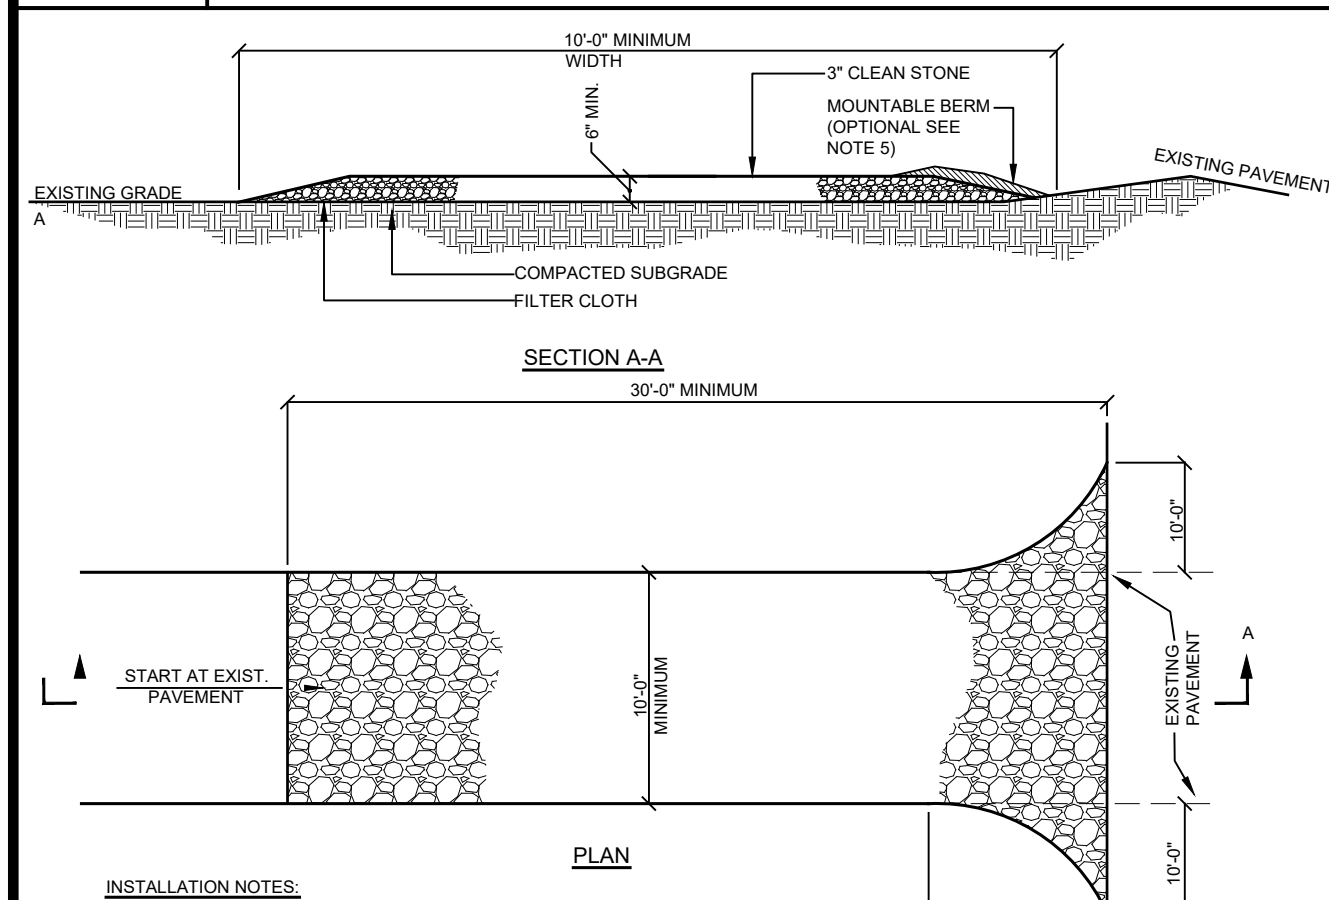 10'-0" MINIMUM
WIDTH
3" CLEAN STONE
6" MIN.
MOUNTABLE BERM
(OPTIONAL SEE
NOTE 5)
EXISTING PAVEMENT
EXISTING GRADE
A
COMPACTED SUBGRADE
FILTER CLOTH
SECTION A-A
30'-0" MINIMUM
10'-0"
START AT EXIST.
PAVEMENT
10'-0"
MINIMUM
EXISTING
PAVEMENT
A
10'-0"
PLAN
INSTALLATION NOTES: